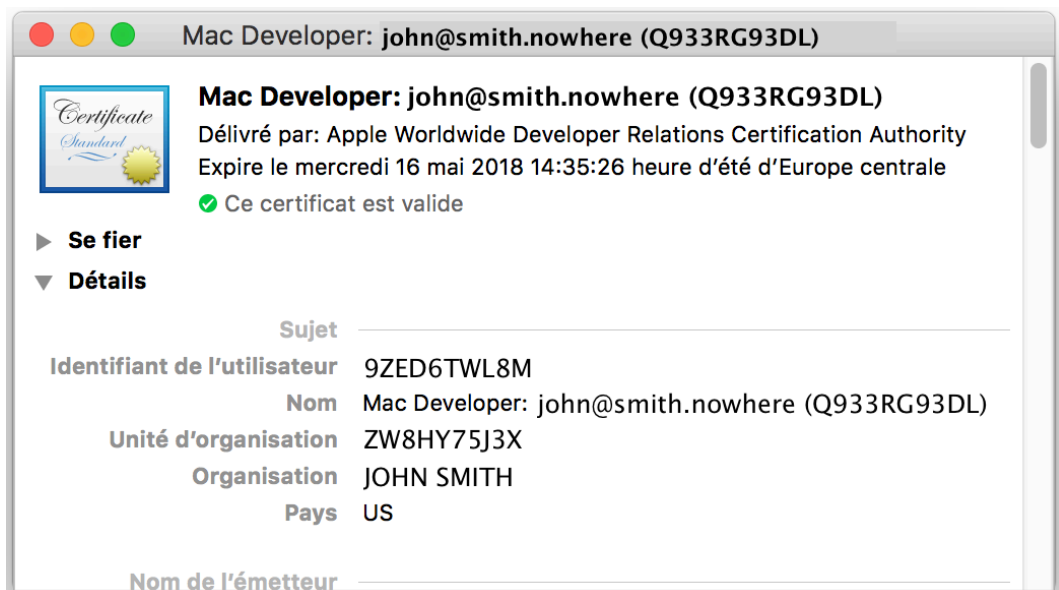 Mac Developer: john@smith.nowhere (Q933RG93DL)
Certificate
Standard
Mac Developer: john@smith.nowhere (Q933RG93DL)
Délivré par: Apple Worldwide Developer Relations Certification Authority
Expire le mercredi 16 mai 2018 14:35:26 heure d’été d’Europe centrale
Ce certificat est valide
Se fier
Détails
Sujet
Identifiant de l’utilisateur 9ZED6TWL8M
Nom Mac Developer: john@smith.nowhere (Q933RG93DL)
Unité d’organisation ZW8HY75J3X
Organisation JOHN SMITH
Pays US
Nom de l’émetteur